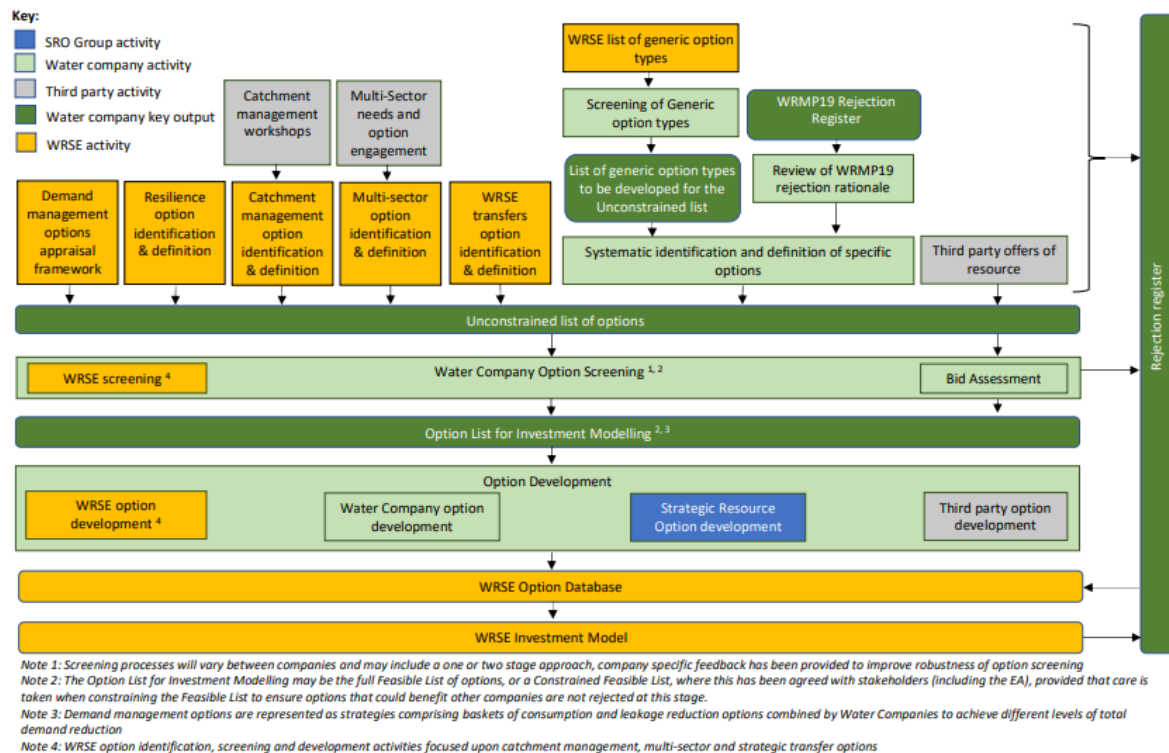 Key:
SRO Group activity
Water company activity
Third party activity
Water company key output
WRSE activity
Catchment
management
workshops
Multi-Sector
needs and
option
engagement
WRSE list of generic option
types
Screening of Generic
option types
WRMP19 Rejection
Register
List of generic option types
to be developed for the
Unconstrained list
Review of WRMP19
rejection rationale
Demand
management
options
appraisal
framework
Resilience
option
identification
& definition
Catchment
management
option
identification
& definition
Multi-sector
option
identification
& definition
WRSE
transfers
option
identification
& definition
Systematic identification and definition of specific
options
Third party offers of
resource
Rejection register
Unconstrained list of options
WRSE screening 4
Water Company Option Screening 1, 2
Bid Assessment
Option List for Investment Modelling 2, 3
Option Development
WRSE option
development 4
Water Company option
development
Strategic Resource
Option development
Third party option
development
WRSE Option Database
WRSE Investment Model
Note 1: Screening processes will vary between companies and may include a one or two stage approach, company specific feedback has been provided to improve robustness of option screening
Note 2: The Option List for Investment Modelling may be the full Feasible List of options, or a Constrained Feasible List, where this has been agreed with stakeholders (including the EA), provided that care is
taken when constraining the Feasible List to ensure options that could benefit other companies are not rejected at this stage.
Note 3: Demand management options are represented as strategies comprising baskets of consumption and leakage reduction options combined by Water Companies to achieve different levels of total
demand reduction
Note 4: WRSE option identification, screening and development activities focused upon catchment management, multi-sector and strategic transfer options